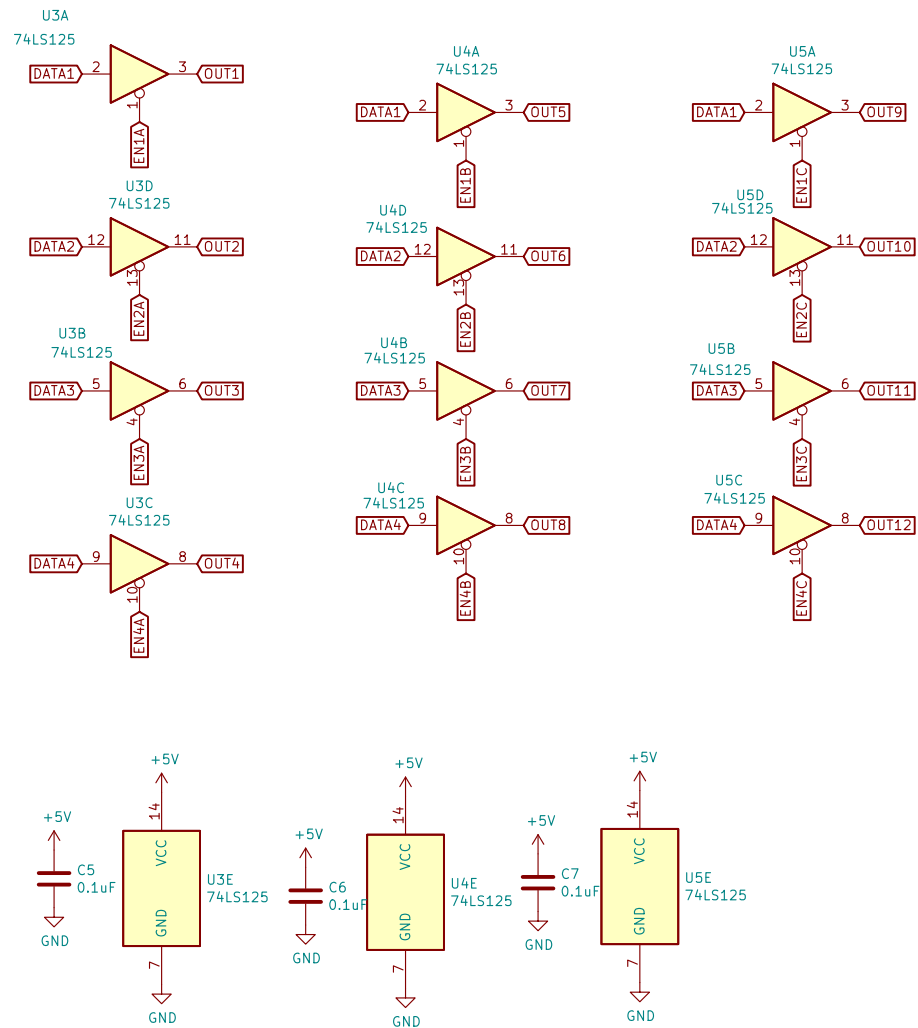 U3A
74LS125
DATA1
2
3
OUT1
1
EN1A
U4A
74LS125
DATA1
2
3
OUT5
1
EN1B
U5A
74LS125
DATA1
2
3
OUT9
1
EN1C
U3D
74LS125
DATA2
12
11
OUT2
13
EN2A
U4D
74LS125
DATA2
12
11
OUT6
13
EN2B
U5D
74LS125
DATA2
12
11
OUT10
13
EN2C
U3B
74LS125
DATA3
5
6
OUT3
4
EN3A
U4B
74LS125
DATA3
5
6
OUT7
4
EN3B
U5B
74LS125
DATA3
5
6
OUT11
4
EN3C
U3C
74LS125
DATA4
9
8
OUT4
10
EN4A
U4C
74LS125
DATA4
9
8
OUT8
10
EN4B
U5C
74LS125
DATA4
9
8
OUT12
10
EN4C
+5V
C5
0.1uF
GND
+5V
14
VCC
GND
U3E
74LS125
7
GND
+5V
C6
0.1uF
GND
+5V
14
VCC
GND
U4E
74LS125
7
GND
+5V
C7
0.1uF
GND
+5V
14
VCC
GND
U5E
74LS125
7
GND